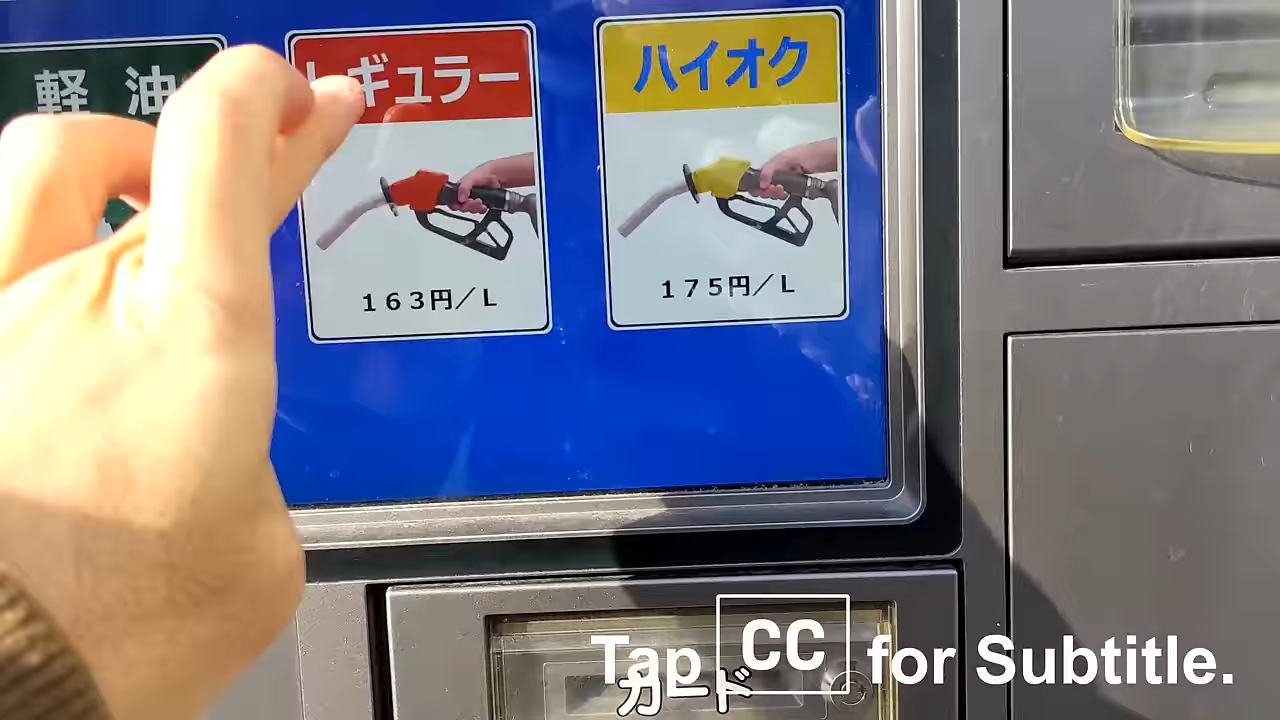 軽油
レギュラー
ハイオク
１６３円／L
１７５円／L
Tap CC for Subtitle.
カード